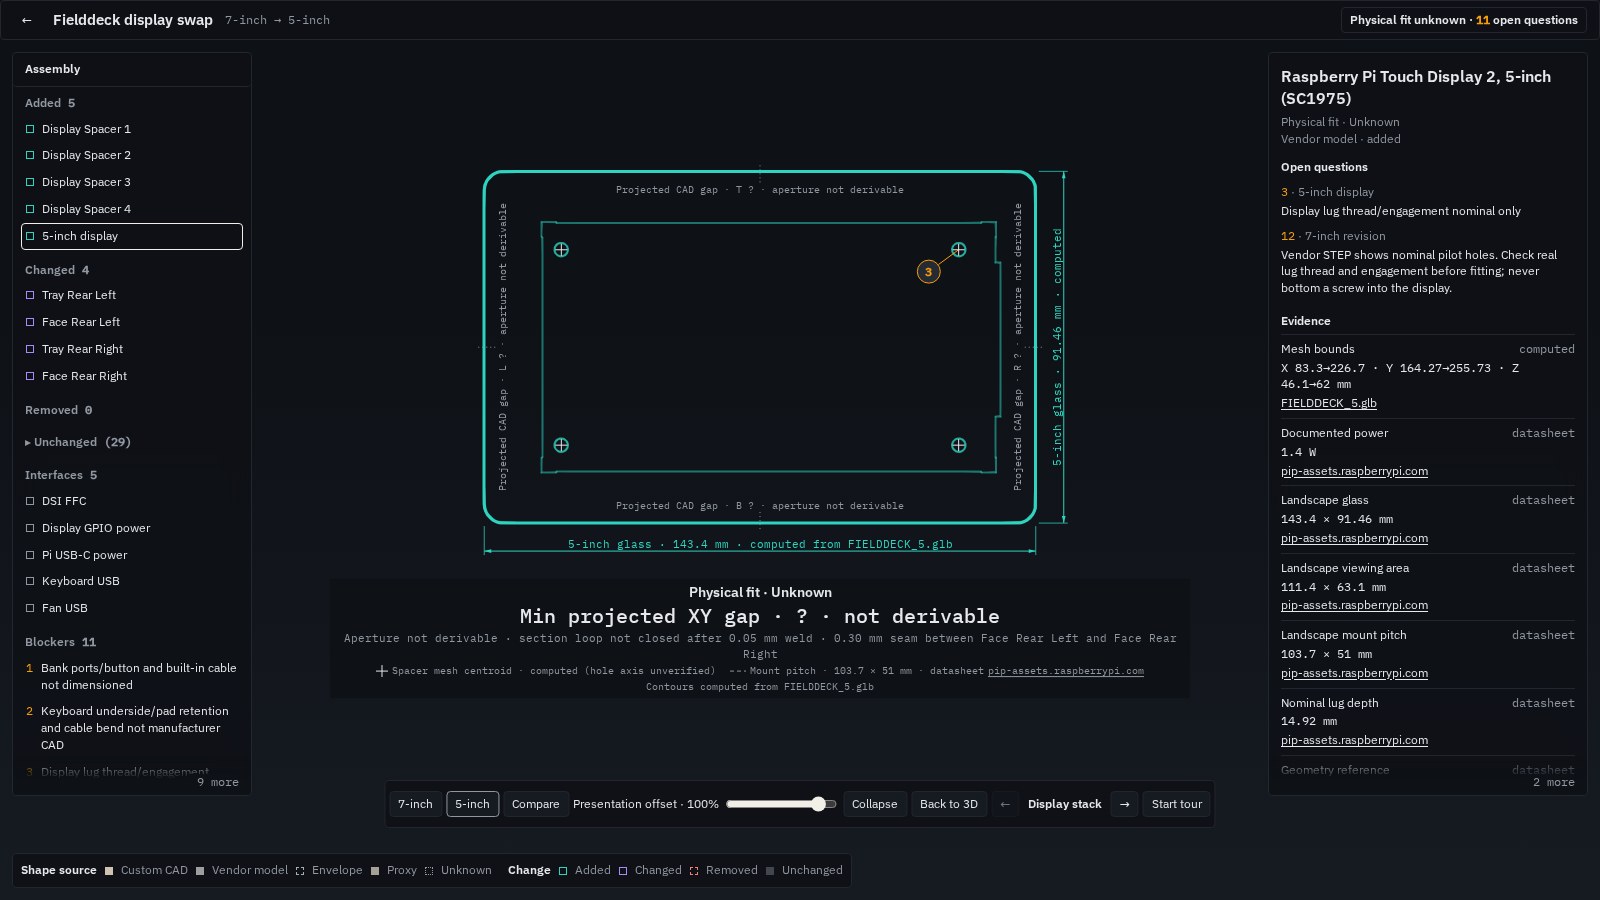 ← Fielddeck display swap 7-inch → 5-inch
Physical fit unknown · 11 open questions
Assembly
Added 5
Display Spacer 1
Display Spacer 2
Display Spacer 3
Display Spacer 4
5-inch display
Changed 4
Tray Rear Left
Face Rear Left
Tray Rear Right
Face Rear Right
Removed 0
▸ Unchanged (29)
Interfaces 5
DSI FFC
Display GPIO power
Pi USB-C power
Keyboard USB
Fan USB
Blockers 11
1 Bank ports/button and built-in cable
not dimensioned
2 Keyboard underside/pad retention
and cable bend not manufacturer
CAD
3 Display lug thread/engagement
9 more
Projected CAD gap · T ? · aperture not derivable
Projected CAD gap · L ? · aperture not derivable
3
Projected CAD gap · R ? · aperture not derivable
5-inch glass · 91.46 mm · computed
Projected CAD gap · B ? · aperture not derivable
5-inch glass · 143.4 mm · computed from FIELDDECK_5.glb
Physical fit · Unknown
Min projected XY gap · ? · not derivable
Aperture not derivable · section loop not closed after 0.05 mm weld · 0.30 mm seam between Face Rear Left and Face Rear
Right
Spacer mesh centroid · computed (hole axis unverified) Mount pitch · 103.7 × 51 mm · datasheet pip-assets.raspberrypi.com
Contours computed from FIELDDECK_5.glb
7-inch 5-inch Compare Presentation offset · 100% Collapse Back to 3D ← Display stack → Start tour
Raspberry Pi Touch Display 2, 5-inch
(SC1975)
Physical fit · Unknown
Vendor model · added
Open questions
3 · 5-inch display
Display lug thread/engagement nominal only
12 · 7-inch revision
Vendor STEP shows nominal pilot holes. Check real
lug thread and engagement before fitting; never
bottom a screw into the display.
Evidence
Mesh bounds computed
X 83.3→226.7 · Y 164.27→255.73 · Z
46.1→62 mm
FIELDDECK_5.glb
Documented power datasheet
1.4 W
pip-assets.raspberrypi.com
Landscape glass datasheet
143.4 × 91.46 mm
pip-assets.raspberrypi.com
Landscape viewing area datasheet
111.4 × 63.1 mm
pip-assets.raspberrypi.com
Landscape mount pitch datasheet
103.7 × 51 mm
pip-assets.raspberrypi.com
Nominal lug depth datasheet
14.92 mm
pip-assets.raspberrypi.com
Geometry reference datasheet
2 more
Shape source Custom CAD Vendor model Envelope Proxy Unknown Change Added Changed Removed Unchanged